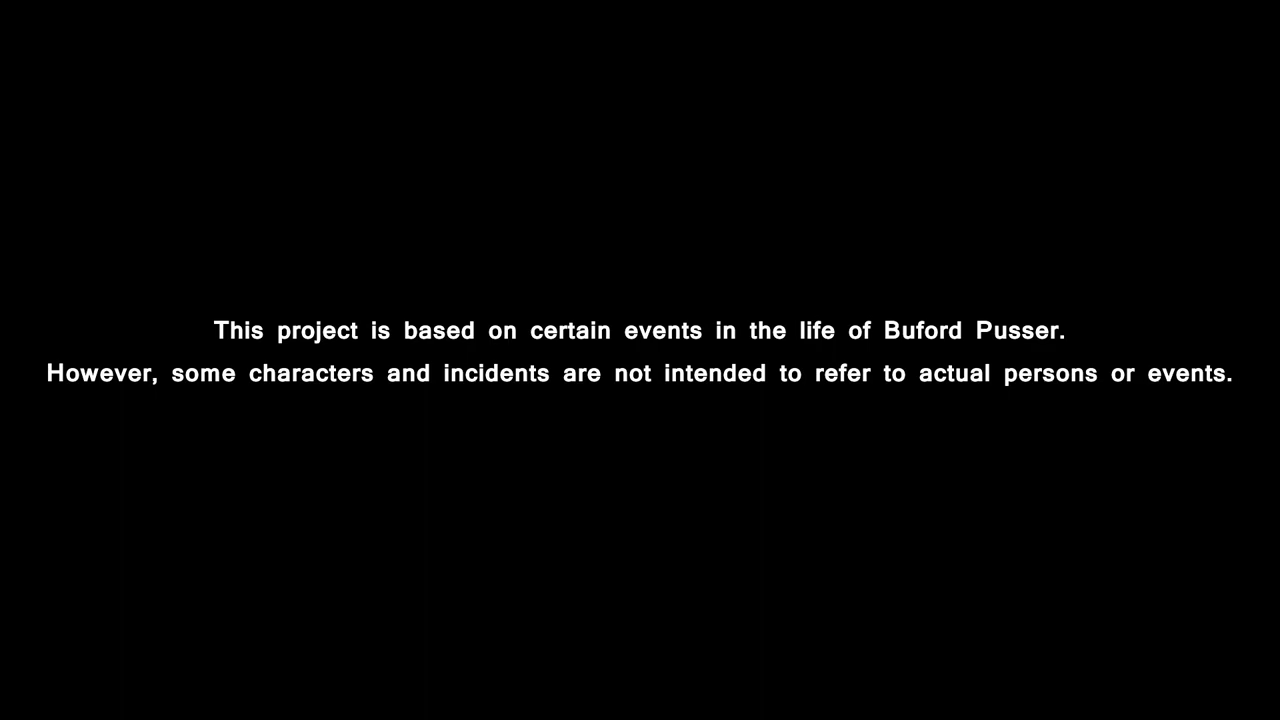 This project is based on certain events in the life of Buford Pusser.
However, some characters and incidents are not intended to refer to actual persons or events.